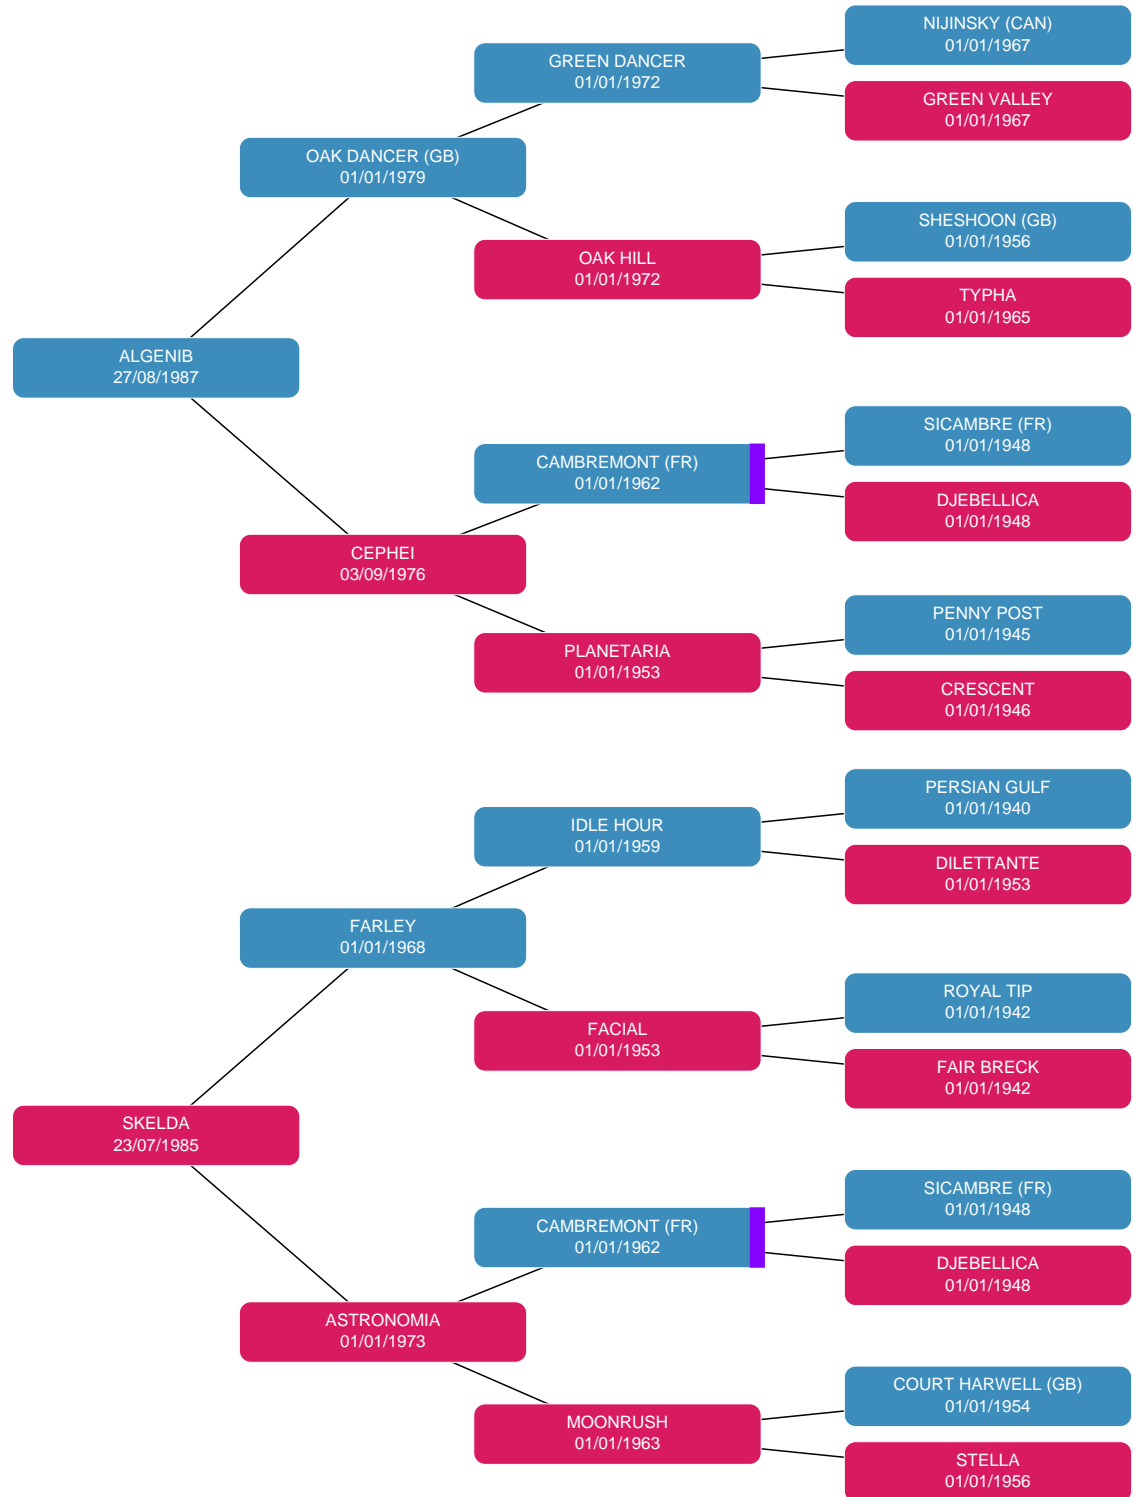 NIJINSKY (CAN)
01/01/1967
GREEN DANCER
01/01/1972
GREEN VALLEY
01/01/1967
OAK DANCER (GB)
01/01/1979
SHESHOON (GB)
01/01/1956
OAK HILL
01/01/1972
TYPHA
01/01/1965
ALGENIB
27/08/1987
SICAMBRE (FR)
01/01/1948
CAMBREMONT (FR)
01/01/1962
DJEBELLICA
01/01/1948
CEPHEI
03/09/1976
PENNY POST
01/01/1945
PLANETARIA
01/01/1953
CRESCENT
01/01/1946
PERSIAN GULF
01/01/1940
IDLE HOUR
01/01/1959
DILETTANTE
01/01/1953
FARLEY
01/01/1968
ROYAL TIP
01/01/1942
FACIAL
01/01/1953
FAIR BRECK
01/01/1942
SKELDA
23/07/1985
SICAMBRE (FR)
01/01/1948
CAMBREMONT (FR)
01/01/1962
DJEBELLICA
01/01/1948
ASTRONOMIA
01/01/1973
COURT HARWELL (GB)
01/01/1954
MOONRUSH
01/01/1963
STELLA
01/01/1956